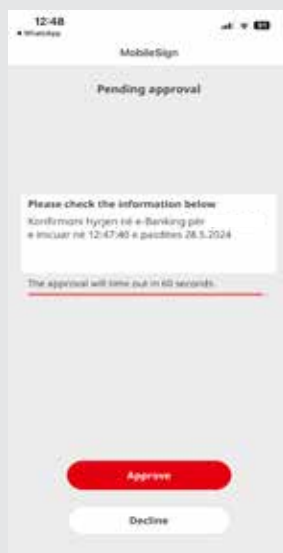 12:48
WhatsApp
MobileSign
Pending approval
Please check the information below
Konfirmoni hyrjen në e-Banking për
e iniciuar në 12:47:40 e pasdites 28.5.2024
The approval will time out in 60 seconds.
Approve
Decline